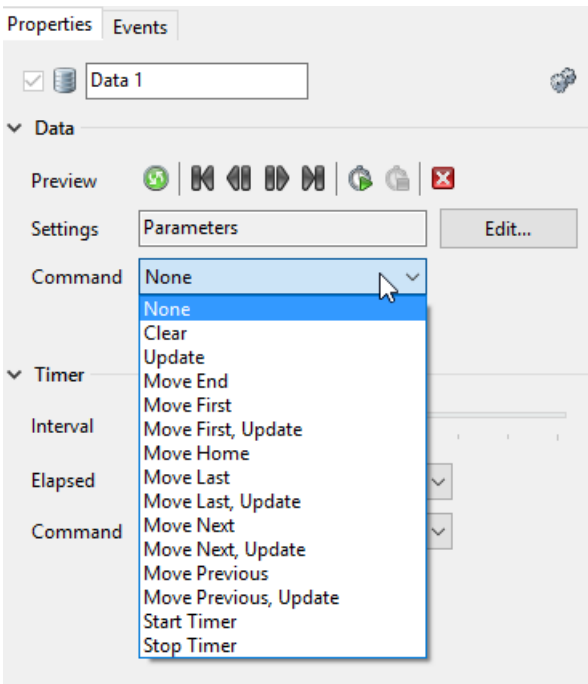 Properties Events
Data 1
Data
Preview
Settings Parameters Edit...
Command None
None
Clear
Update
Move End
Timer
Move First
Interval
Move First, Update
Move Home
Elapsed
Move Last
Move Last, Update
Command
Move Next
Move Next, Update
Move Previous
Move Previous, Update
Start Timer
Stop Timer